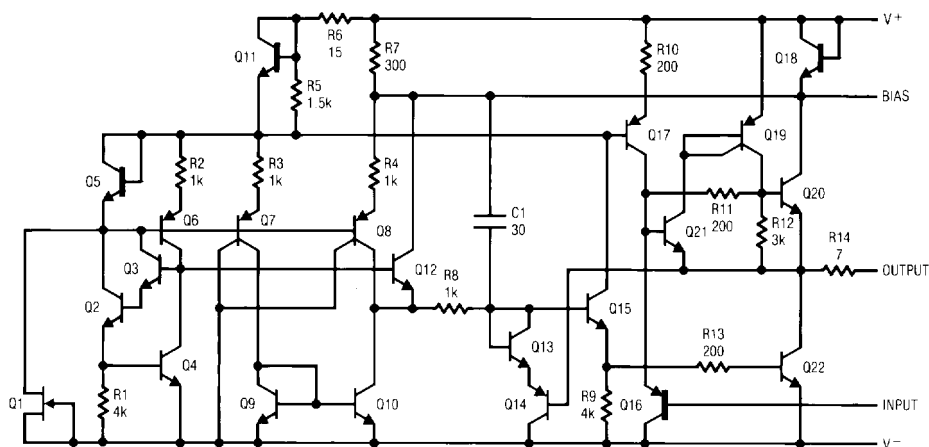 R6
15
V+
Q11
R7
300
R10
200
Q18
R5
1.5k
BIAS
Q17
Q19
R2
1k
R3
1k
R4
1k
Q5
C1
30
Q20
R11
200
R12
3k
Q6
Q7
Q8
Q21
R14
7
Q3
Q12
R8
1k
OUTPUT
Q2
Q15
R13
200
Q13
Q4
Q22
Q1
R1
4k
Q9
Q10
Q14
R9
4k
Q16
INPUT
V−